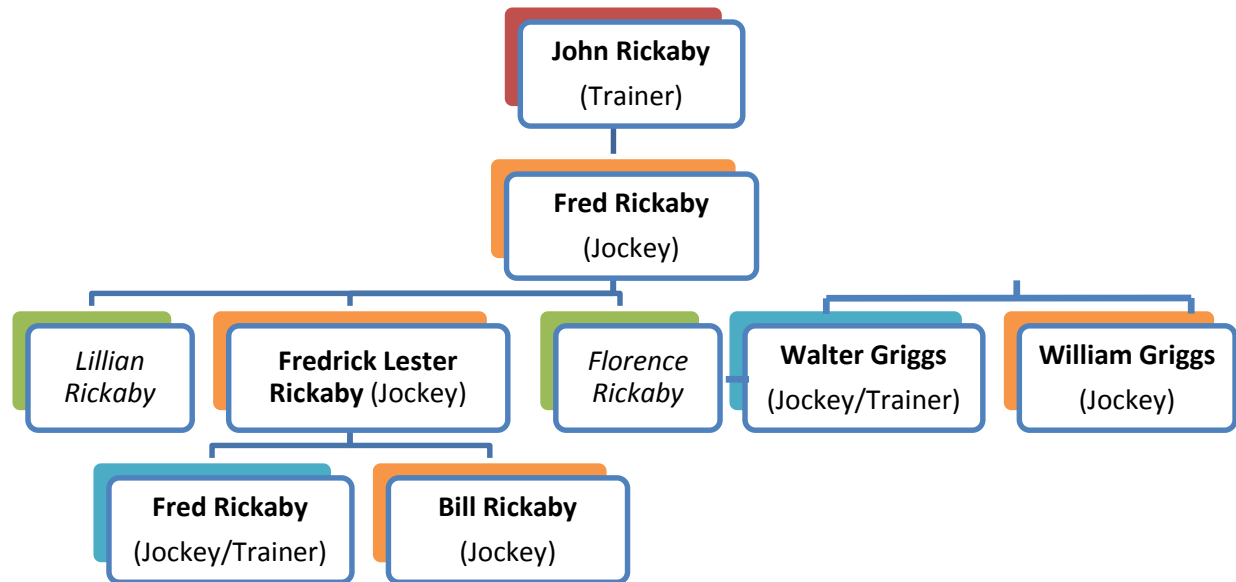 John Rickaby
(Trainer)
Fred Rickaby
(Jockey)
Lillian
Rickaby
Fredrick Lester
Rickaby (Jockey)
Florence
Rickaby
Walter Griggs
(Jockey/Trainer)
William Griggs
(Jockey)
Fred Rickaby
(Jockey/Trainer)
Bill Rickaby
(Jockey)